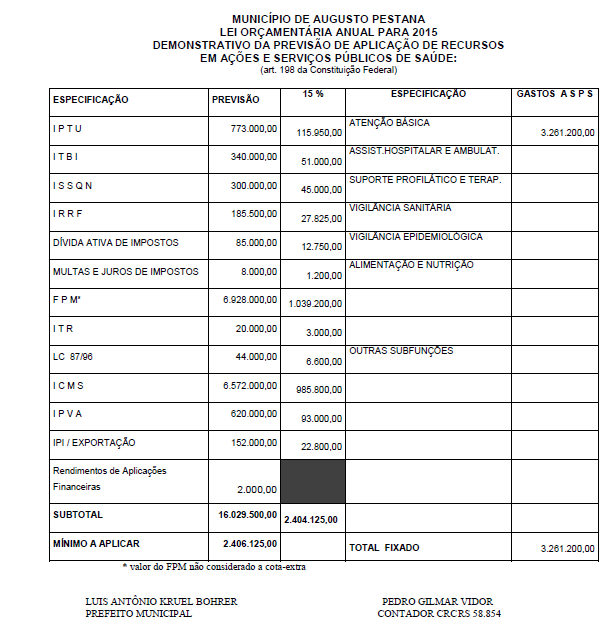 MUNICÍPIO DE AUGUSTO PESTANA
LEI ORÇAMENTÁRIA ANUAL PARA 2015
DEMONSTRATIVO DA PREVISÃO DE APLICAÇÃO DE RECURSOS
EM AÇÕES E SERVIÇOS PÚBLICOS DE SAÚDE:
(art. 198 da Constituição Federal)
ESPECIFICAÇÃO PREVISÃO 15 % ESPECIFICAÇÃO GASTOS A S P S
I P T U 773.000,00 115.950,00 ATENÇÃO BÁSICA 3.261.200,00
I T B I 340.000,00 51.000,00 ASSIST.HOSPITALAR E AMBULAT.
I S S Q N 300.000,00 45.000,00 SUPORTE PROFILÁTICO E TERAP.
I R R F 185.500,00 27.825,00 VIGILÂNCIA SANITÁRIA
DÍVIDA ATIVA DE IMPOSTOS 85.000,00 12.750,00 VIGILÂNCIA EPIDEMIOLÓGICA
MULTAS E JUROS DE IMPOSTOS 8.000,00 1.200,00 ALIMENTAÇÃO E NUTRIÇÃO
F P M* 6.928.000,00 1.039.200,00
I T R 20.000,00 3.000,00
LC 87/96 44.000,00 6.600,00 OUTRAS SUBFUNÇÕES
I C M S 6.572.000,00 985.800,00
I P V A 620.000,00 93.000,00
IPI / EXPORTAÇÃO 152.000,00 22.800,00
Rendimentos de Aplicações
Financeiras 2.000,00
SUBTOTAL 16.029.500,00 2.404.125,00
MÍNIMO A APLICAR 2.406.125,00 TOTAL FIXADO 3.261.200,00
* valor do FPM não considerado a cota-extra
LUIS ANTÔNIO KRUEL BOHRER PEDRO GILMAR VIDOR
PREFEITO MUNICIPAL CONTADOR CRCRS 58.854